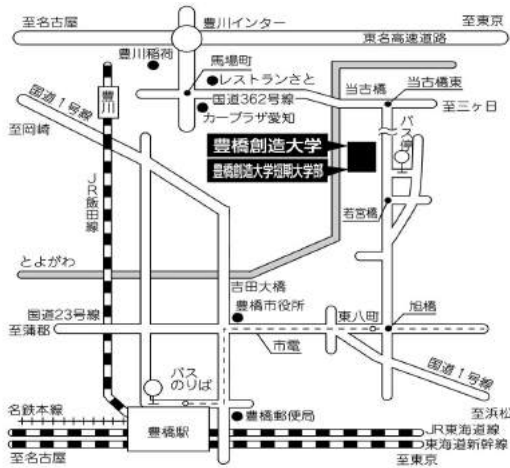 至名古屋
豊川インター
至東京
東名高速道路
豊川稲荷
馬場町
レストランさと
国道362号線
カープラザ愛知
当古橋
当古橋東
至三ヶ日
国道1号線
豊川
至岡崎
バス停
豊橋創造大学
豊橋創造大学短期大学部
JR飯田線
若宮橋
とよがわ
吉田大橋
国道23号線
豊橋市役所
東八町
旭橋
至蒲郡
市電
国道1号線
バス
のりば
名鉄本線
豊橋駅
豊橋郵便局
至浜松
JR東海道線
東海道新幹線
至名古屋
至東京